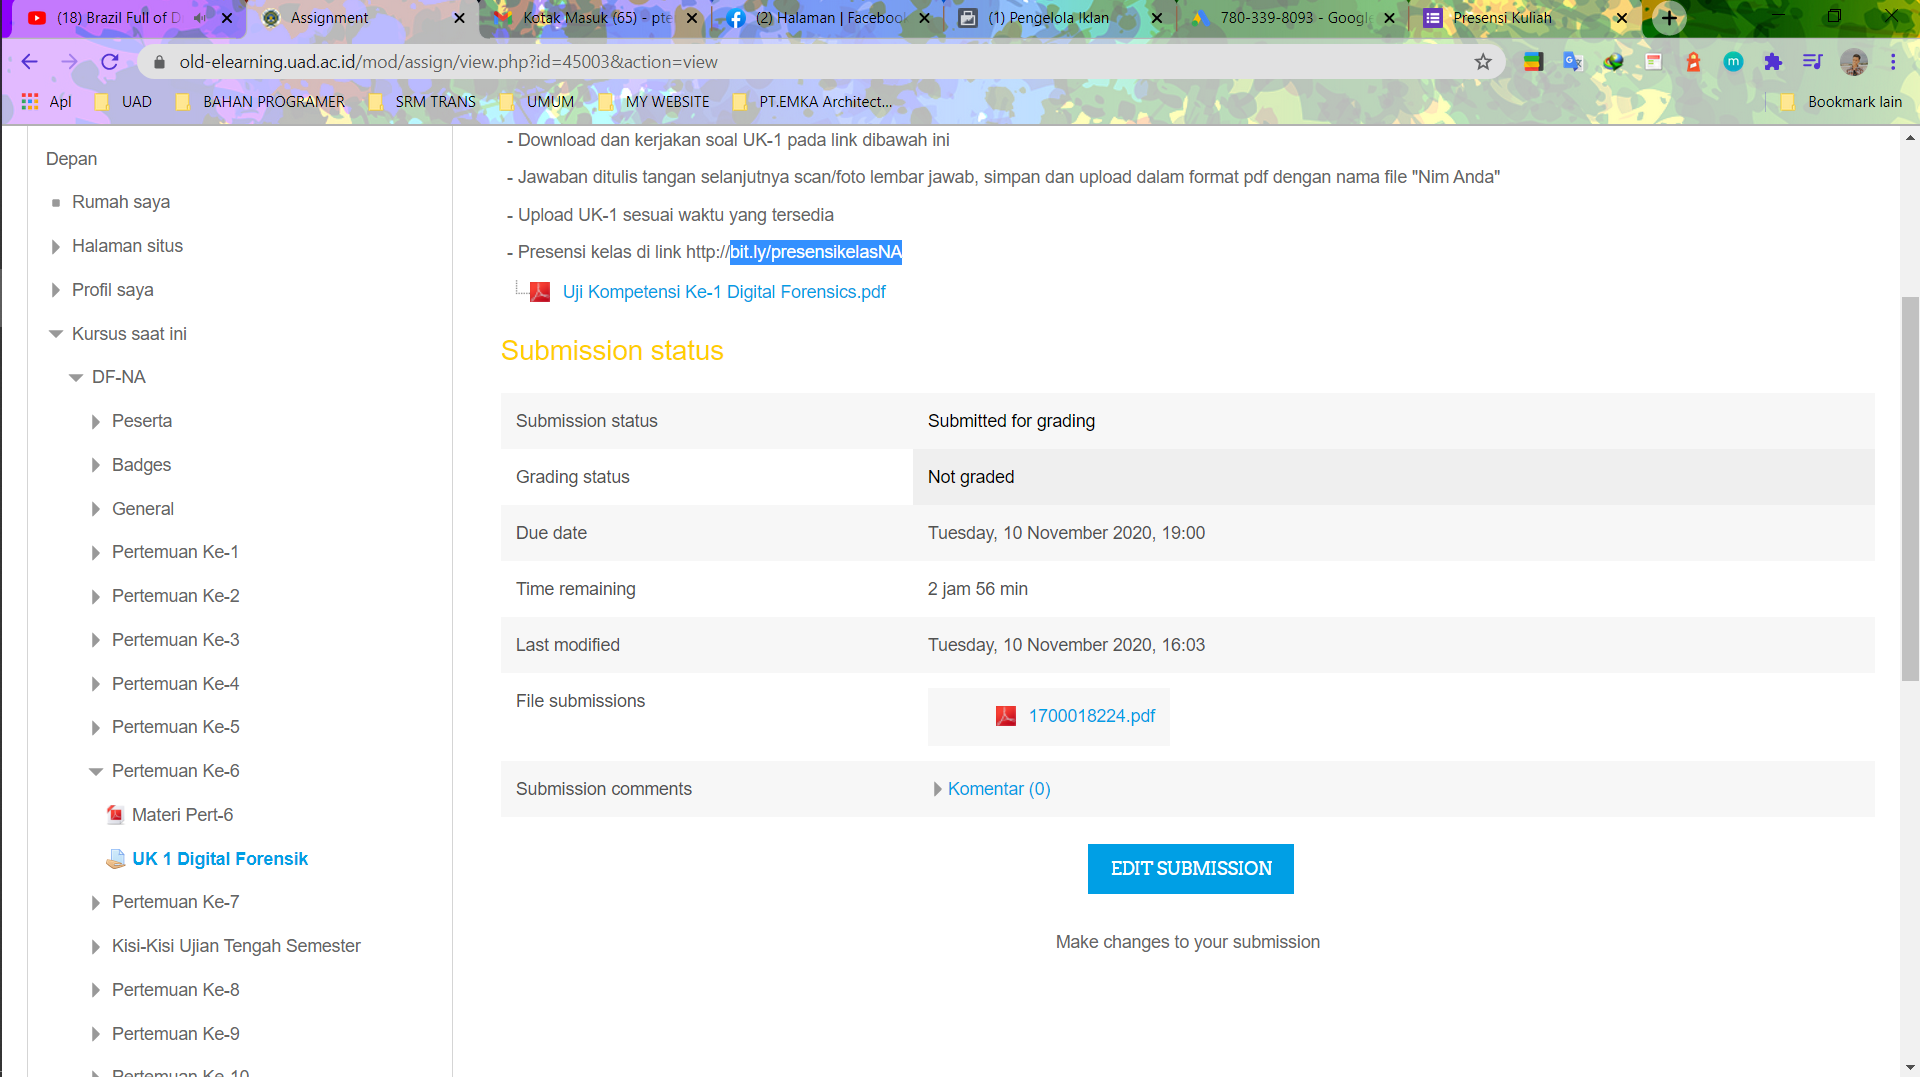 (18) Brazil Full of D
Assignment
Kotak Masuk (65) - pte
(2) Halaman | Facebook
(1) Pengelola Iklan
780-339-8093 - Googl
Presensi Kuliah
old-elearning.uad.ac.id/mod/assign/view.php?id=45003&action=view
Apl
UAD
BAHAN PROGRAMER
SRM TRANS
UMUM
MY WEBSITE
PT.EMKA Architect...
Bookmark lain
Depan
Rumah saya
Halaman situs
Profil saya
Kursus saat ini
DF-NA
Peserta
Badges
General
Pertemuan Ke-1
Pertemuan Ke-2
Pertemuan Ke-3
Pertemuan Ke-4
Pertemuan Ke-5
Pertemuan Ke-6
Materi Pert-6
UK 1 Digital Forensik
Pertemuan Ke-7
Kisi-Kisi Ujian Tengah Semester
Pertemuan Ke-8
Pertemuan Ke-9
Pertemuan Ke-10
- Download dan kerjakan soal UK-1 pada link dibawah ini
- Jawaban ditulis tangan selanjutnya scan/foto lembar jawab, simpan dan upload dalam format pdf dengan nama file "Nim Anda"
- Upload UK-1 sesuai waktu yang tersedia
- Presensi kelas di link http://bit.ly/presensikelasNA
Uji Kompetensi Ke-1 Digital Forensics.pdf
Submission status
Submission status Submitted for grading
Grading status Not graded
Due date Tuesday, 10 November 2020, 19:00
Time remaining 2 jam 56 min
Last modified Tuesday, 10 November 2020, 16:03
File submissions 1700018224.pdf
Submission comments Komentar (0)
EDIT SUBMISSION
Make changes to your submission